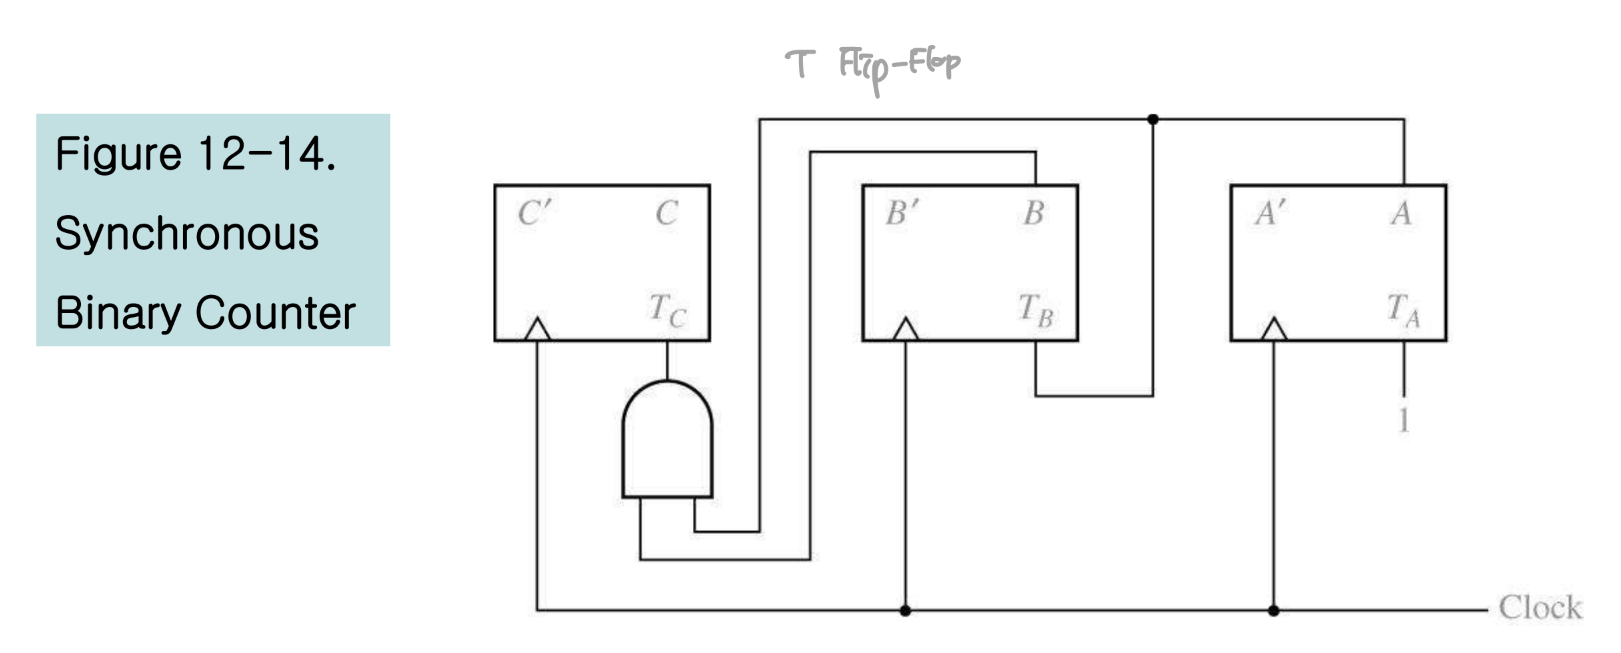 T Flip-Flop
Figure 12-14.
Synchronous
Binary Counter
C′ C
B′ B
A′ A
T_C
T_B
T_A
1
Clock